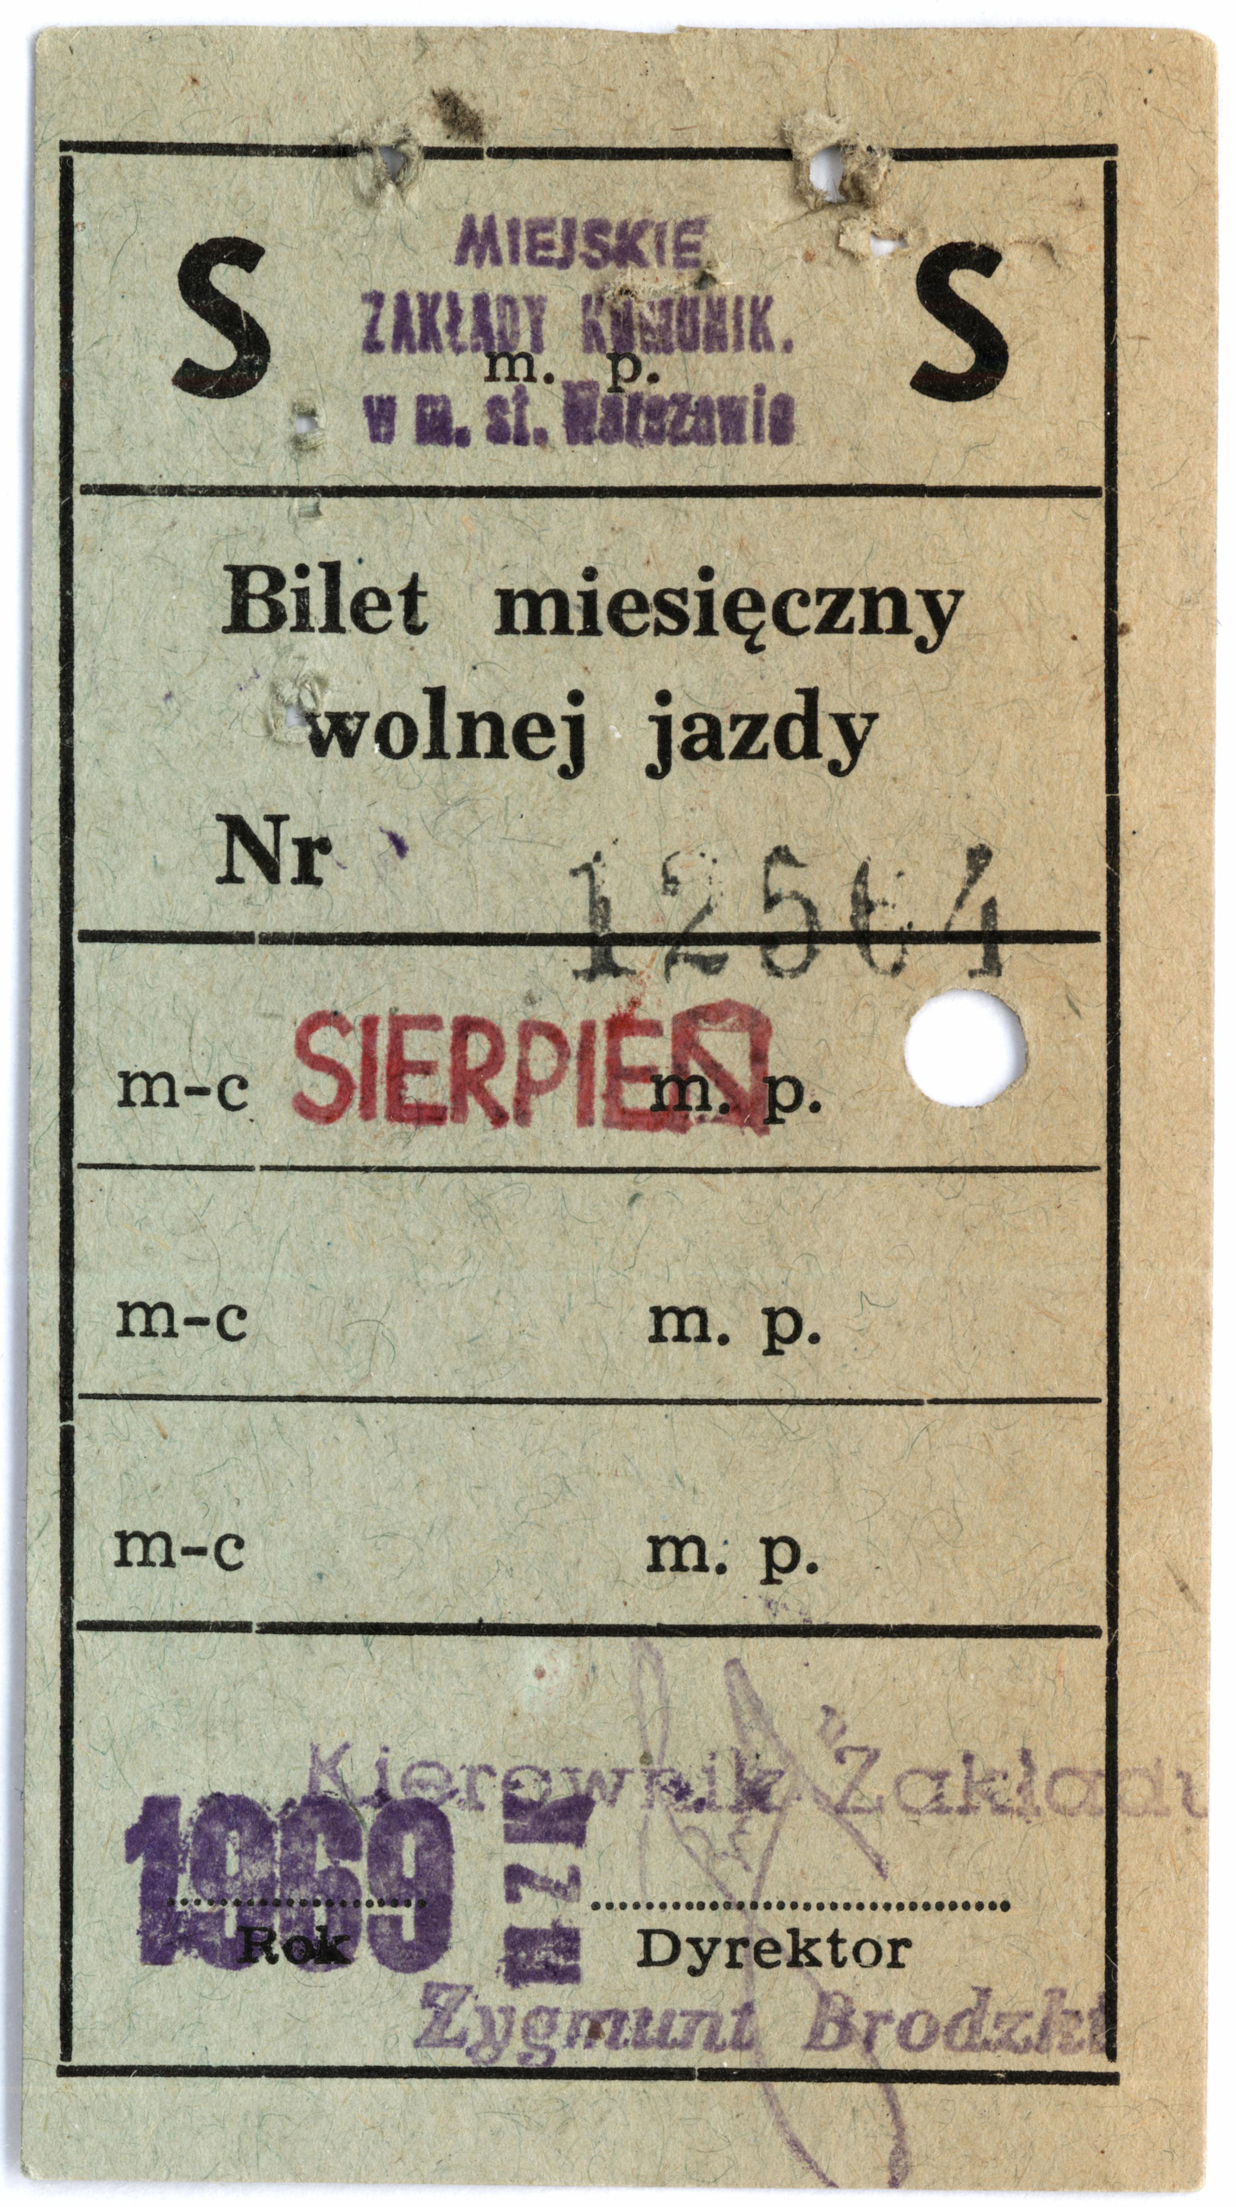 S MIEJSKIE S
ZAKŁADY KOMUNIK.
m. p.
w m. st. Warszawie
Bilet miesięczny
wolnej jazdy
Nr 12504
m-c SIERPIEŃ m. p.
m-c m. p.
m-c m. p.
Kierownik Zakładu
1969 MZK
Rok Dyrektor
Zygmunt Brodzki